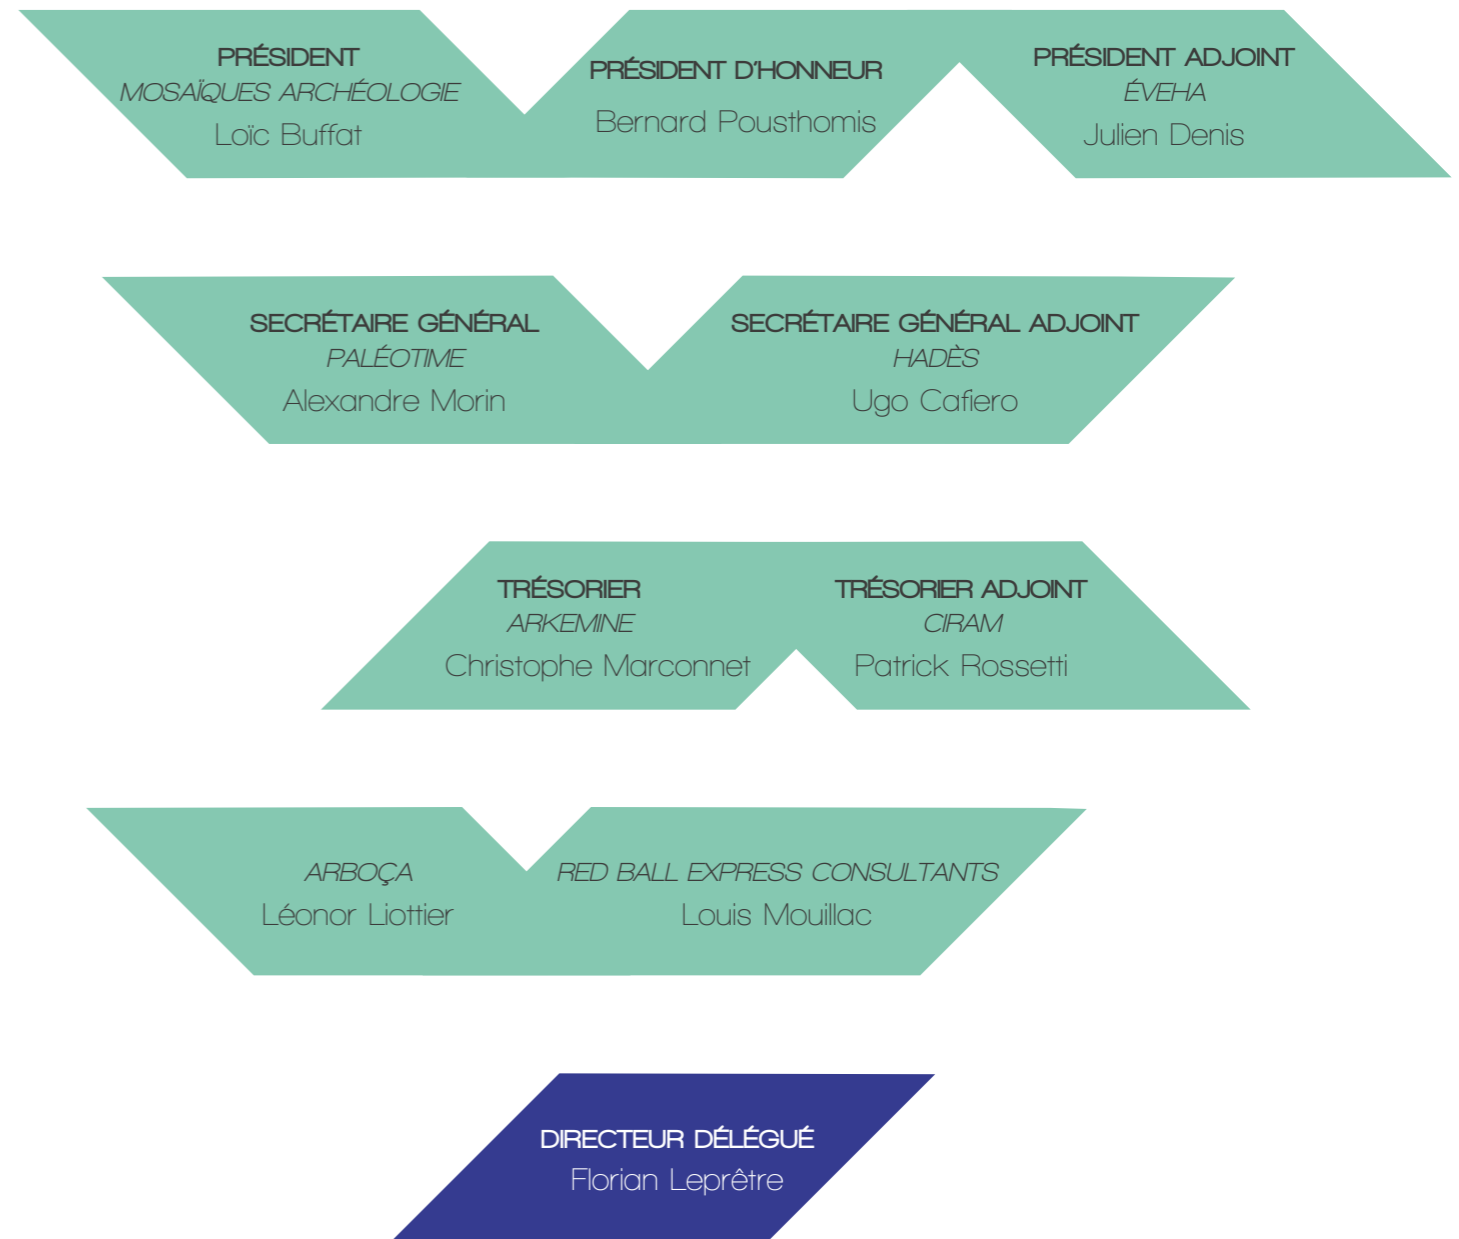 PRÉSIDENT
MOSAÏQUES ARCHÉOLOGIE
Loïc Buffat
PRÉSIDENT D'HONNEUR
Bernard Pousthomis
PRÉSIDENT ADJOINT
ÉVEHA
Julien Denis
SECRÉTAIRE GÉNÉRAL
PALÉOTIME
Alexandre Morin
SECRÉTAIRE GÉNÉRAL ADJOINT
HADÈS
Ugo Cafiero
TRÉSORIER
ARKEMINE
Christophe Marconnet
TRÉSORIER ADJOINT
CIRAM
Patrick Rossetti
ARBOÇA
Léonor Liottier
RED BALL EXPRESS CONSULTANTS
Louis Mouillac
DIRECTEUR DÉLÉGUÉ
Florian Leprêtre